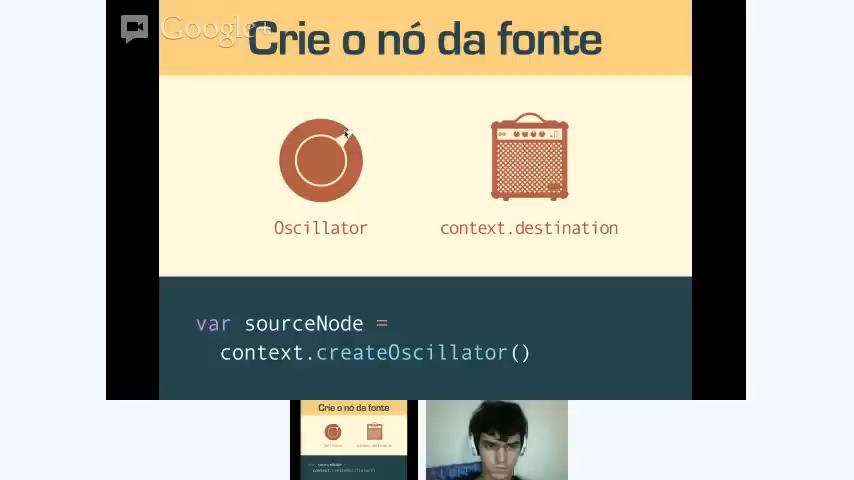 Google+
Crie o nó da fonte
Oscillator
context.destination
var sourceNode =
context.createOscillator()
Crie o nó da fonte